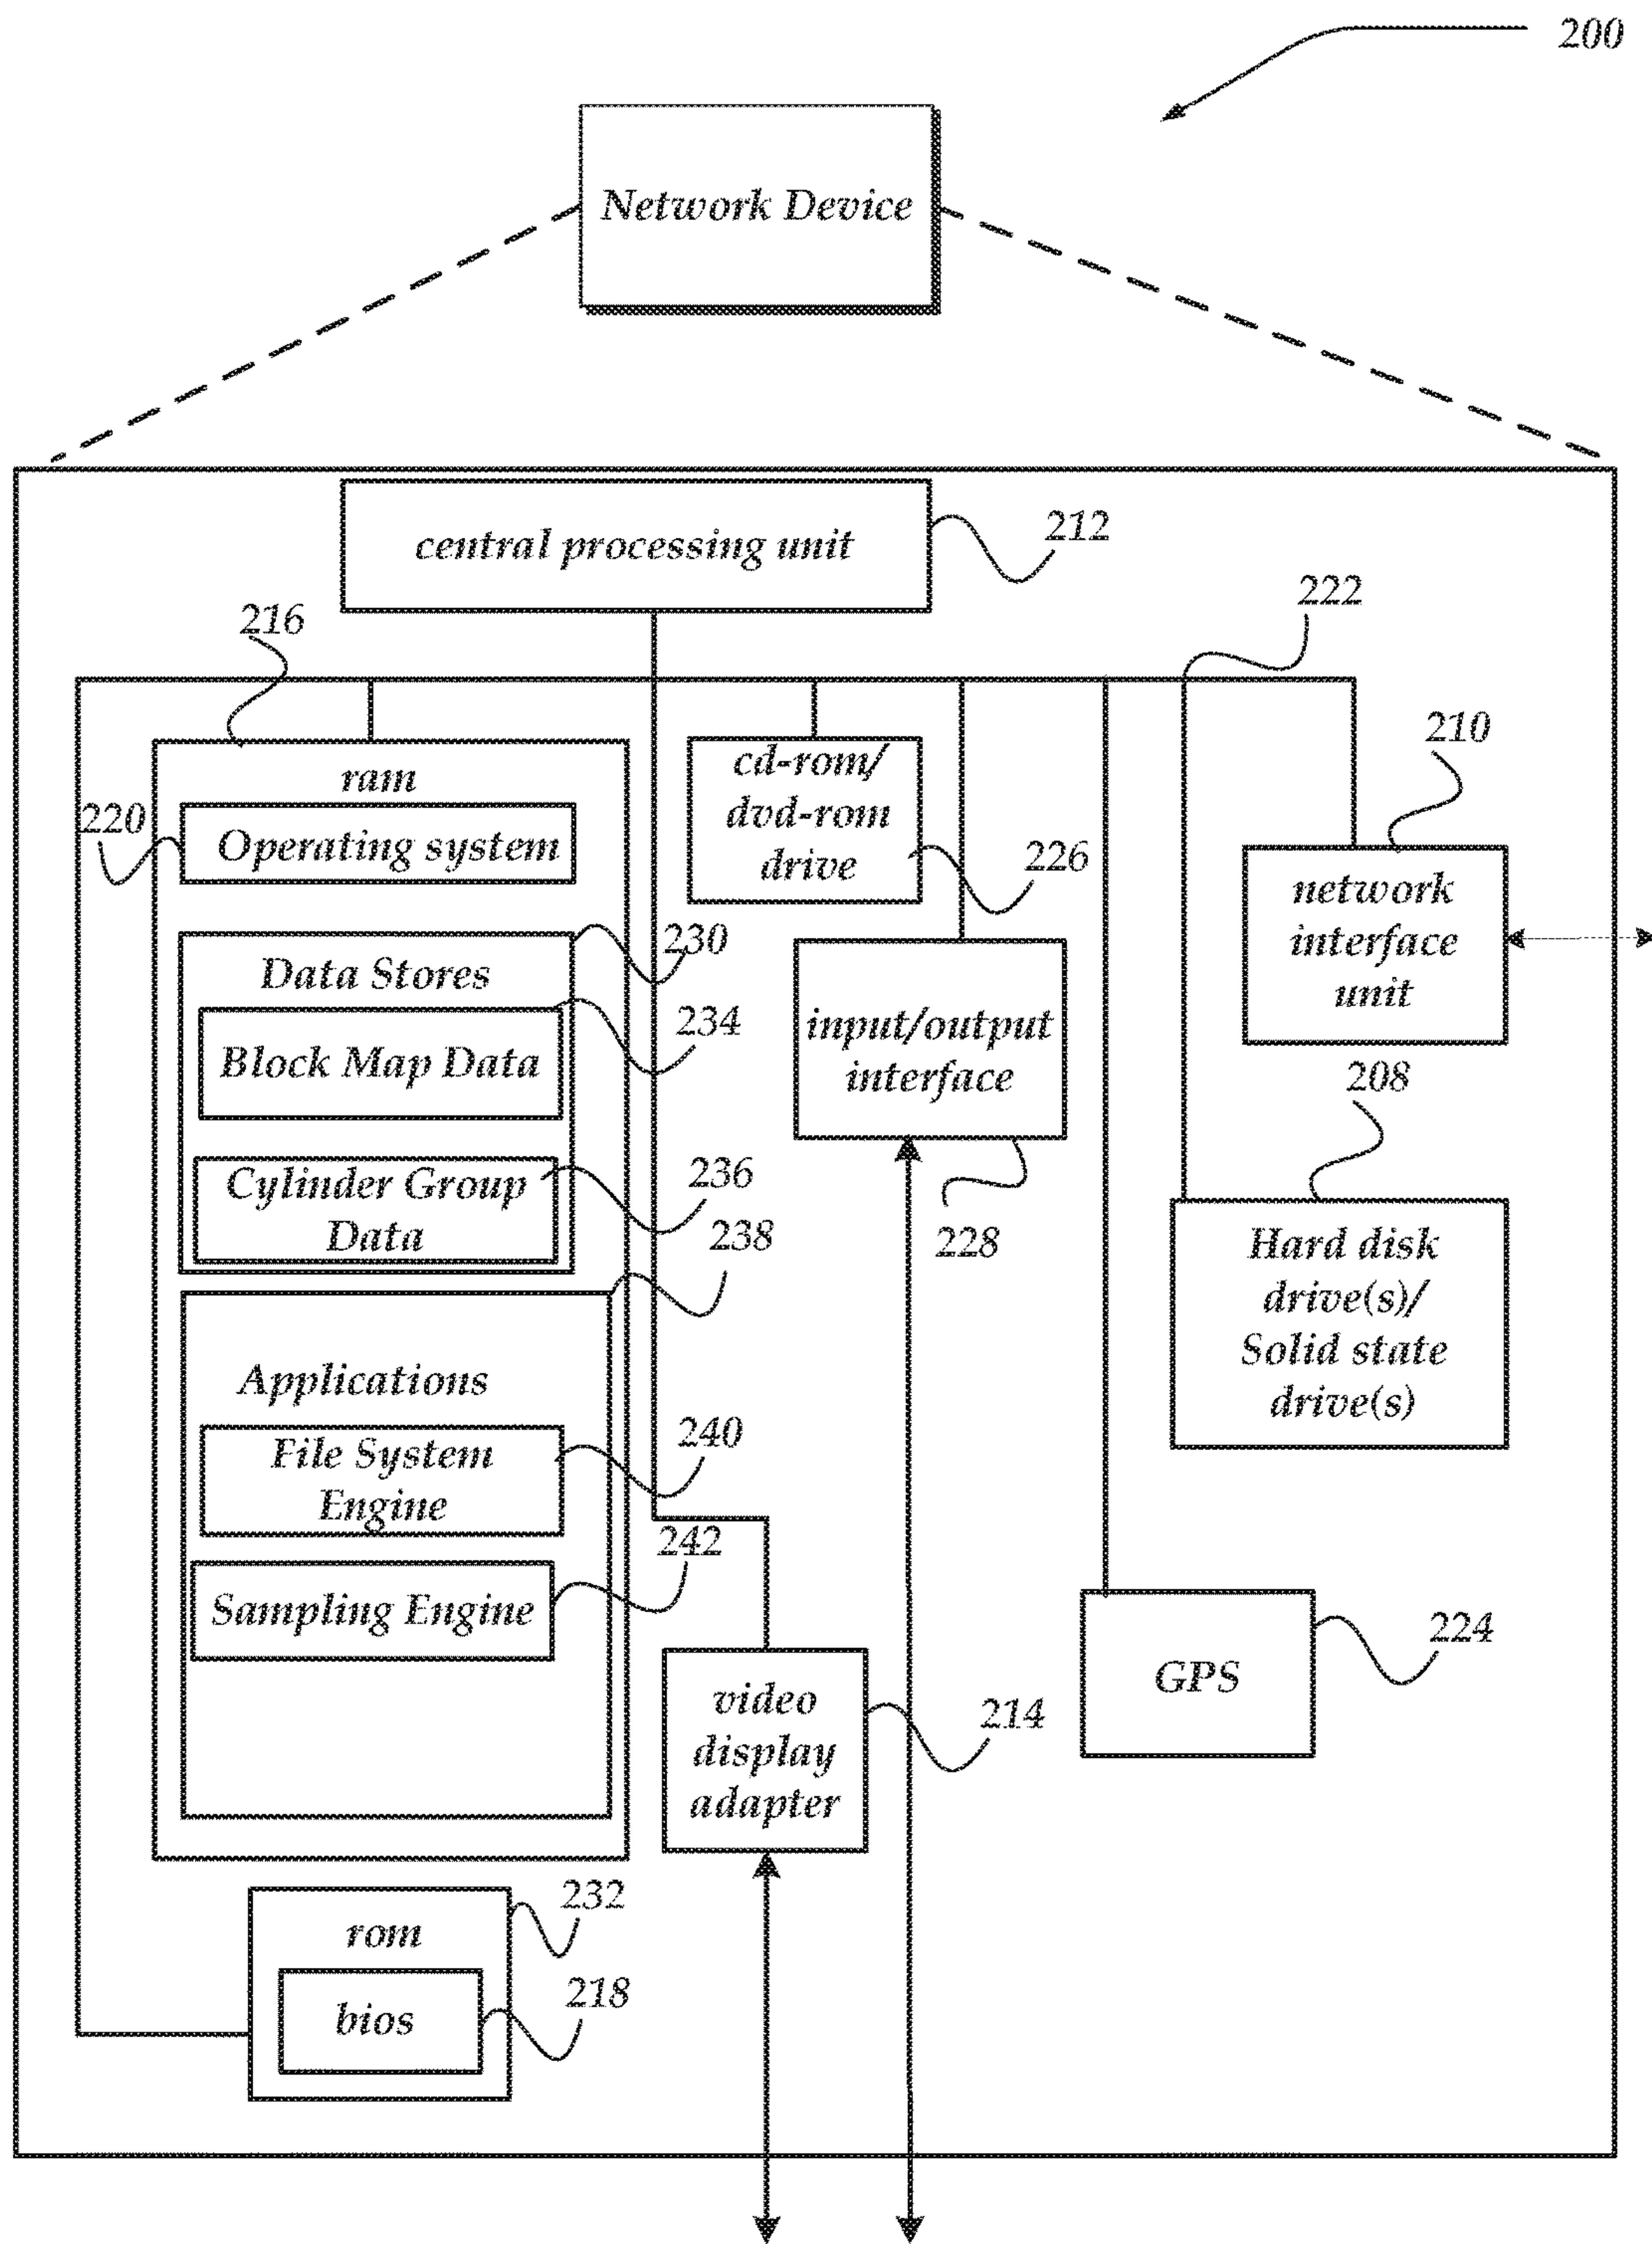 200
Network Device
central processing unit
212
222
216
210
ram
cd-rom/
dvd-rom
drive
220
Operating system
226
network
interface
unit
230
Data Stores
234
Block Map Data
input/output
interface
208
236
Cylinder Group
Data
238
228
Hard disk
drive(s)/
Solid state
drive(s)
Applications
240
File System
Engine
242
Sampling Engine
224
GPS
video
display
adapter
214
232
rom
218
bios